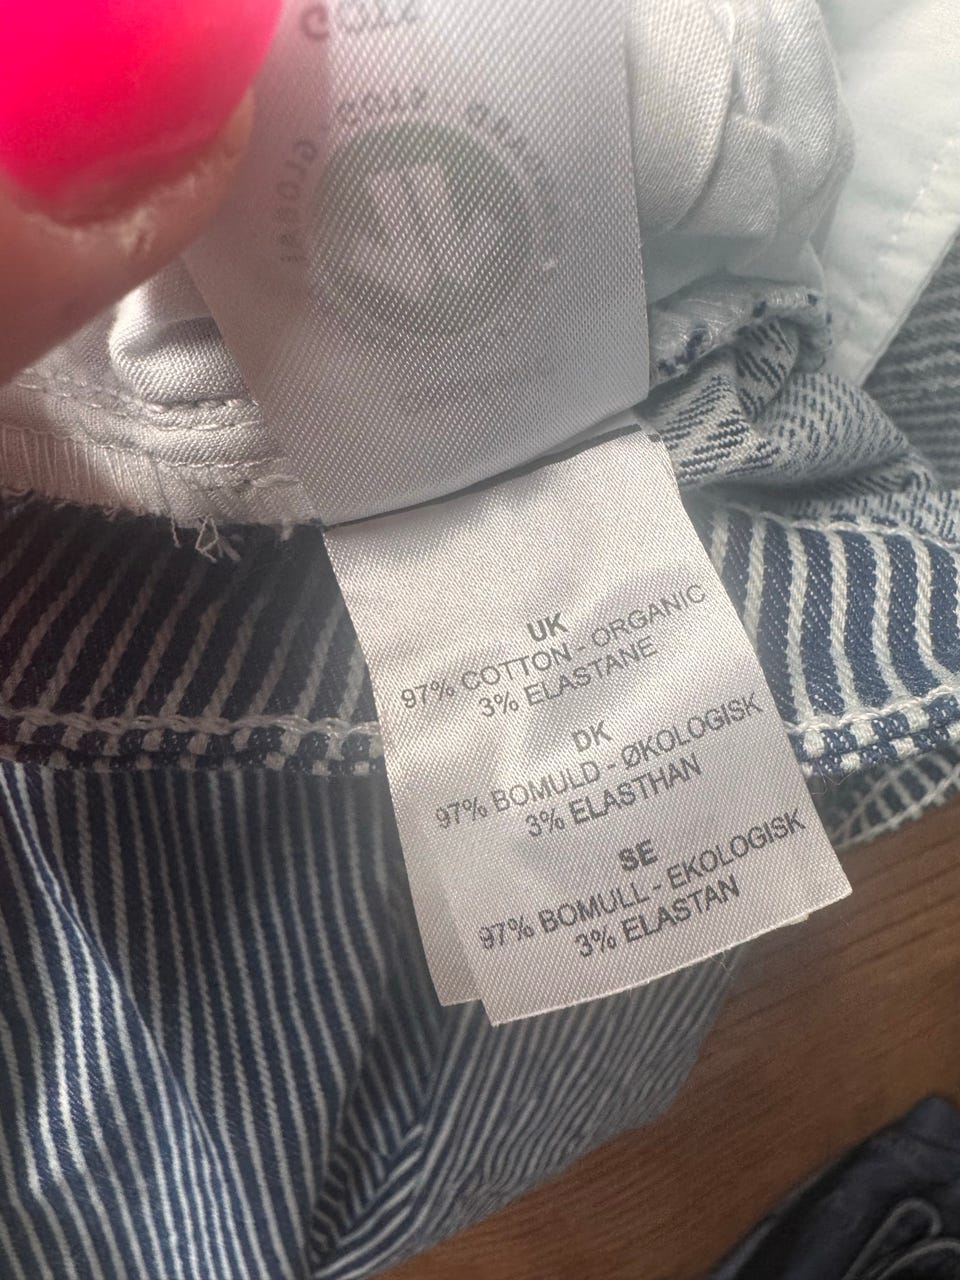 UK
97% COTTON - ORGANIC
3% ELASTANE
DK
97% BOMULD - ØKOLOGISK
3% ELASTHAN
SE
97% BOMULL - EKOLOGISK
3% ELASTAN